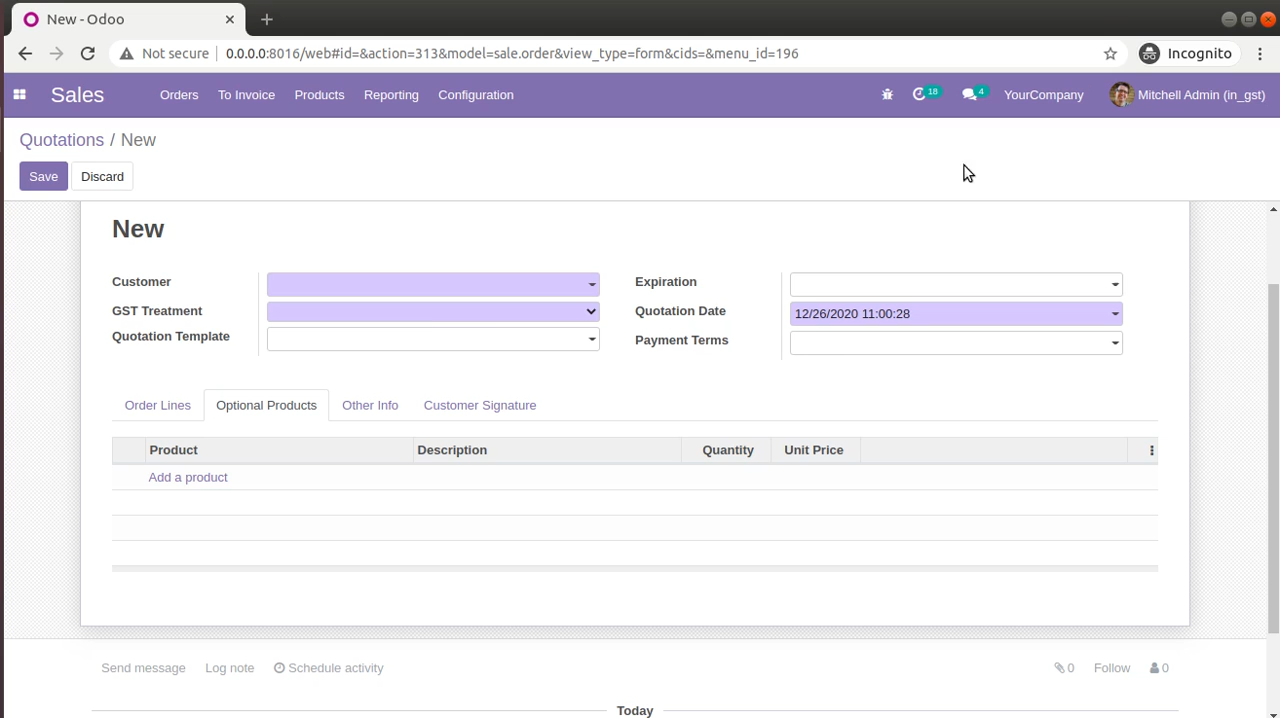 New - Odoo
Not secure 0.0.0.0:8016/web#id=&action=313&model=sale.order&view_type=form&cids=&menu_id=196 Incognito
Sales Orders To Invoice Products Reporting Configuration 18 4 YourCompany Mitchell Admin (in_gst)
Quotations / New
Save Discard
New
Customer Expiration
GST Treatment Quotation Date 12/26/2020 11:00:28
Quotation Template Payment Terms
Order Lines Optional Products Other Info Customer Signature
Product Description Quantity Unit Price
Add a product
Send message Log note Schedule activity 0 Follow 0
Today